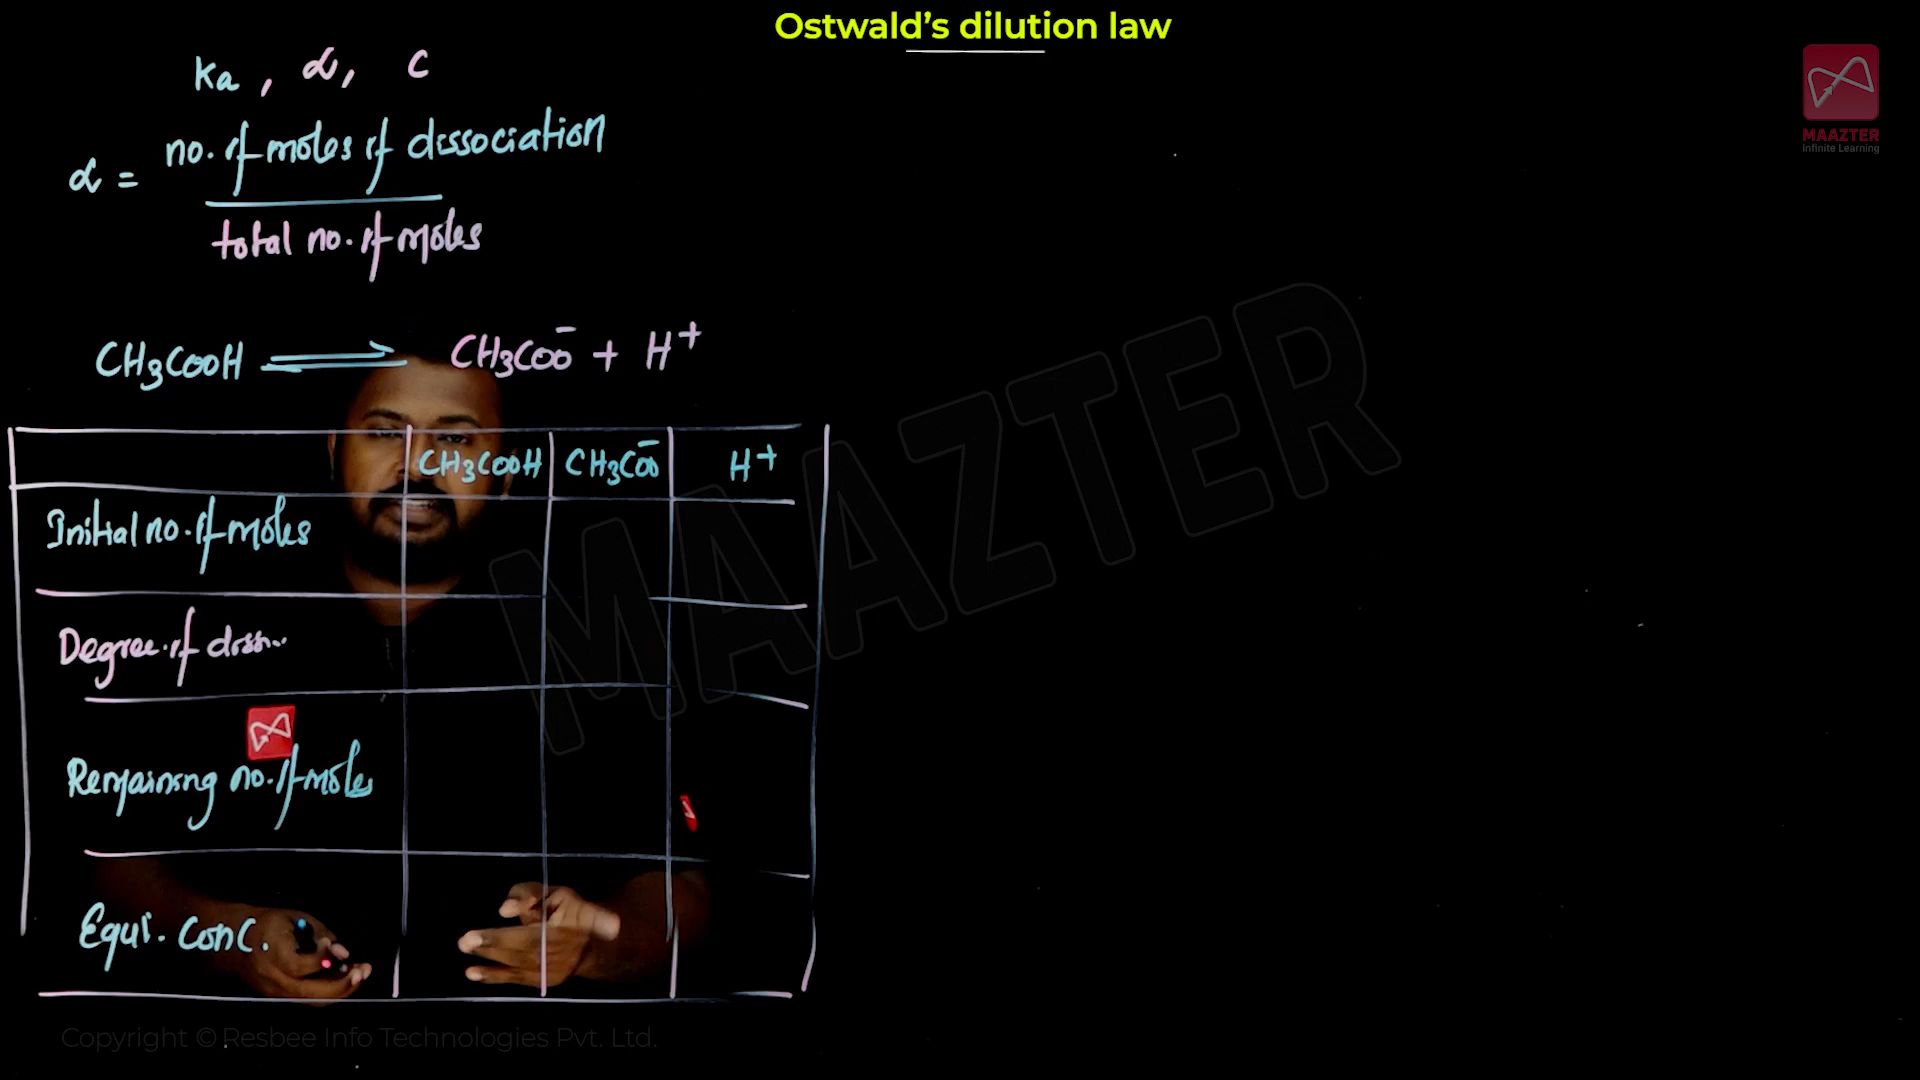 Ostwald's dilution law
Ka, α, C
α = no. of moles of dissociation
total no. of moles
CH3COOH ⇌ CH3COO⁻ + H⁺
CH3COOH CH3COO⁻ H⁺
Initial no. of moles
Degree. of disso..
Remaining no. of moles
Equi. Conc.
MAAZTER
Infinite Learning
MAAZTER
Copyright © Resbee Info Technologies Pvt. Ltd.